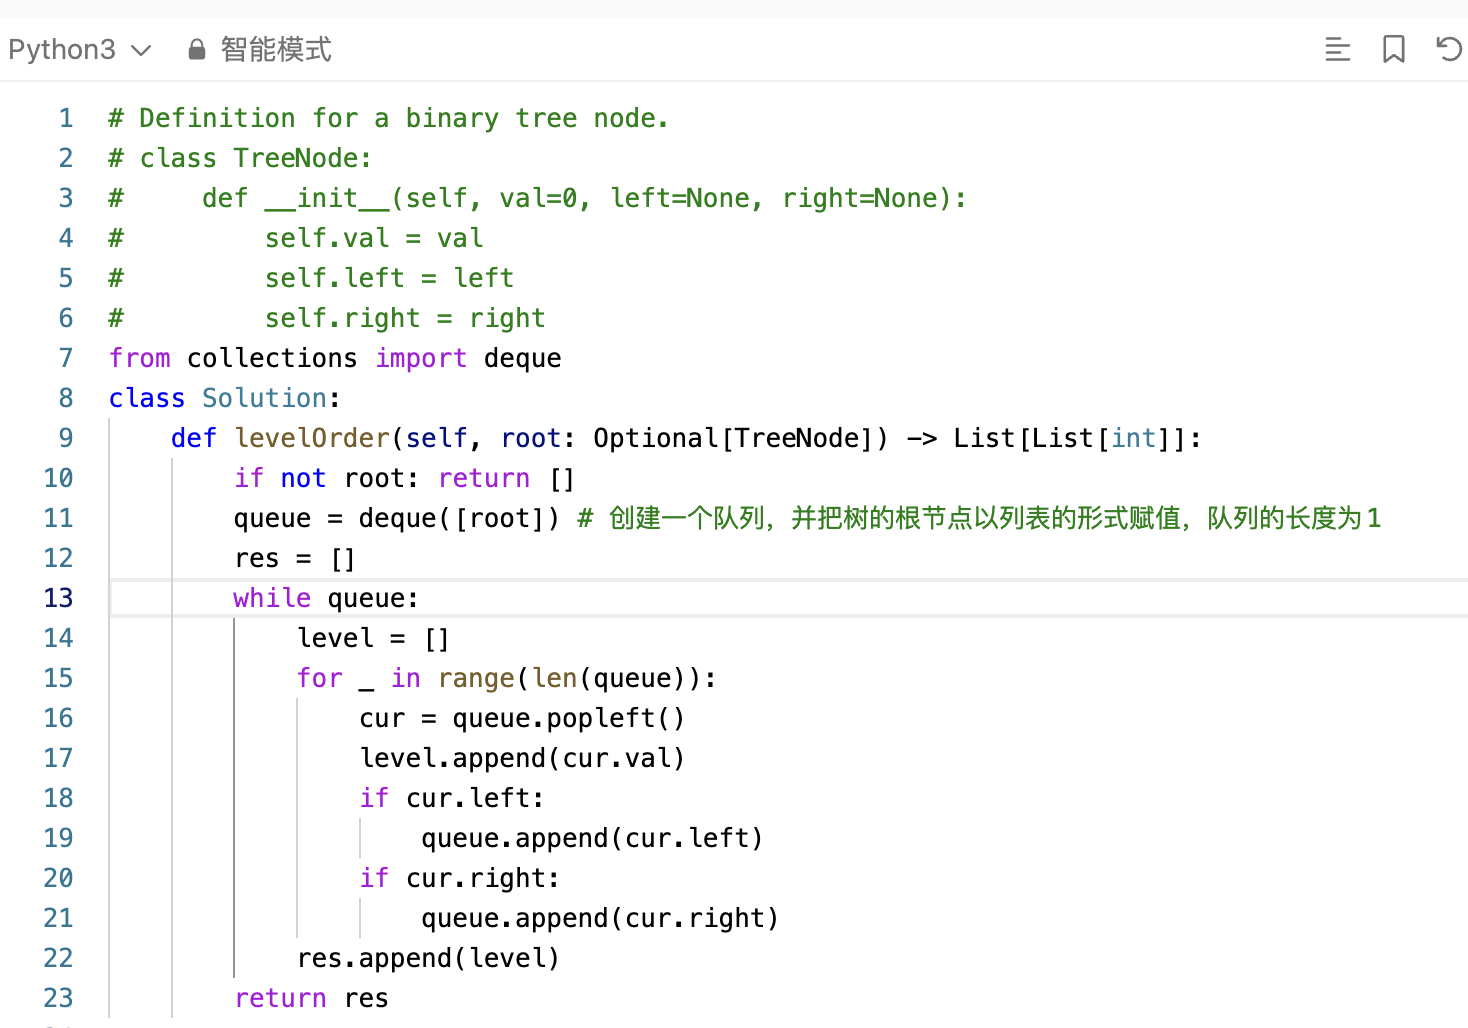 Python3 智能模式
1 # Definition for a binary tree node.
2 # class TreeNode:
3 #     def __init__(self, val=0, left=None, right=None):
4 #         self.val = val
5 #         self.left = left
6 #         self.right = right
7 from collections import deque
8 class Solution:
9     def levelOrder(self, root: Optional[TreeNode]) -> List[List[int]]:
10         if not root: return []
11         queue = deque([root]) # 创建一个队列，并把树的根节点以列表的形式赋值，队列的长度为1
12         res = []
13         while queue:
14             level = []
15             for _ in range(len(queue)):
16                 cur = queue.popleft()
17                 level.append(cur.val)
18                 if cur.left:
19                     queue.append(cur.left)
20                 if cur.right:
21                     queue.append(cur.right)
22             res.append(level)
23         return res